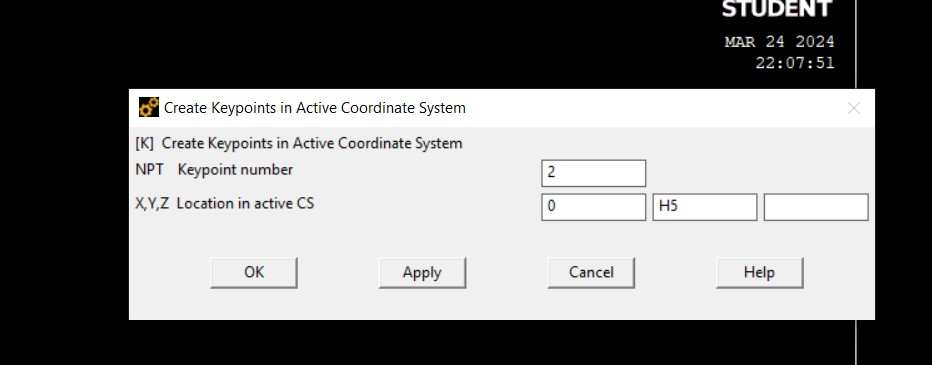 STUDENT
MAR 24 2024
22:07:51
Create Keypoints in Active Coordinate System
[K] Create Keypoints in Active Coordinate System
NPT Keypoint number 2
X,Y,Z Location in active CS 0 H5
OK Apply Cancel Help